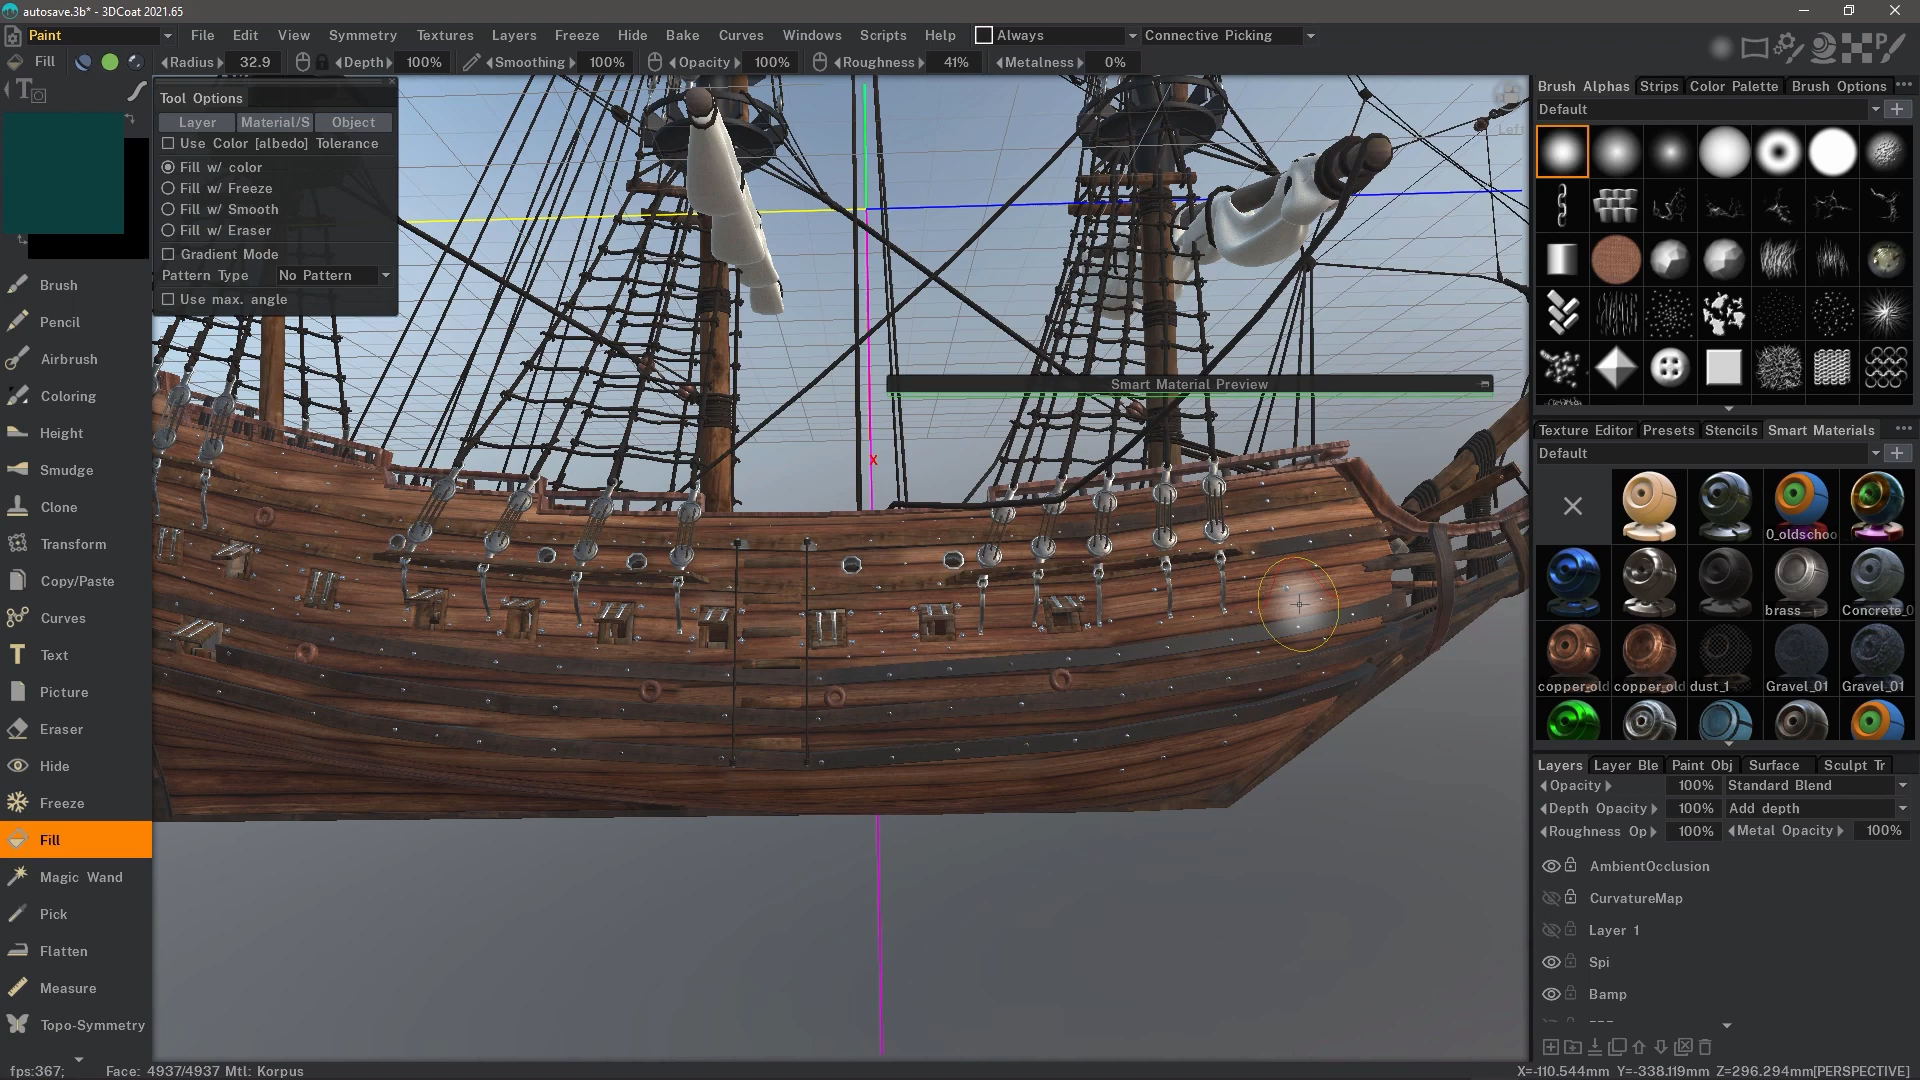 autosave.3b* - 3DCoat 2021.65
Paint File Edit View Symmetry Textures Layers Freeze Hide Bake Curves Windows Scripts Help Always Connective Picking
Fill Radius 32.9 Depth 100% Smoothing 100% Opacity 100% Roughness 41% Metalness 0%
Tool Options
Layer Material/S Object
Use Color [albedo] Tolerance
Fill w/ color
Fill w/ Freeze
Fill w/ Smooth
Fill w/ Eraser
Gradient Mode
Pattern Type No Pattern
Use max. angle
Brush
Pencil
Airbrush
Coloring
Height
Smudge
Clone
Transform
Copy/Paste
Curves
Text
Picture
Eraser
Hide
Freeze
Fill
Magic Wand
Pick
Flatten
Measure
Topo-Symmetry
Left
Smart Material Preview
X
Brush Alphas Strips Color Palette Brush Options
Default
Texture Editor Presets Stencils Smart Materials
Default
0_oldschoo
brass Concrete_0
copper_old copper_old dust_1 Gravel_01 Gravel_01
Layers Layer Ble Paint Obj Surface Sculpt Tr
Opacity 100% Standard Blend
Depth Opacity 100% Add depth
Roughness Op 100% Metal Opacity 100%
AmbientOcclusion
CurvatureMap
Layer 1
Spi
Bamp
fps:367; Face: 4937/4937 Mtl: Korpus
X=-110.544mm Y=-338.119mm Z=296.294mm[PERSPECTIVE]